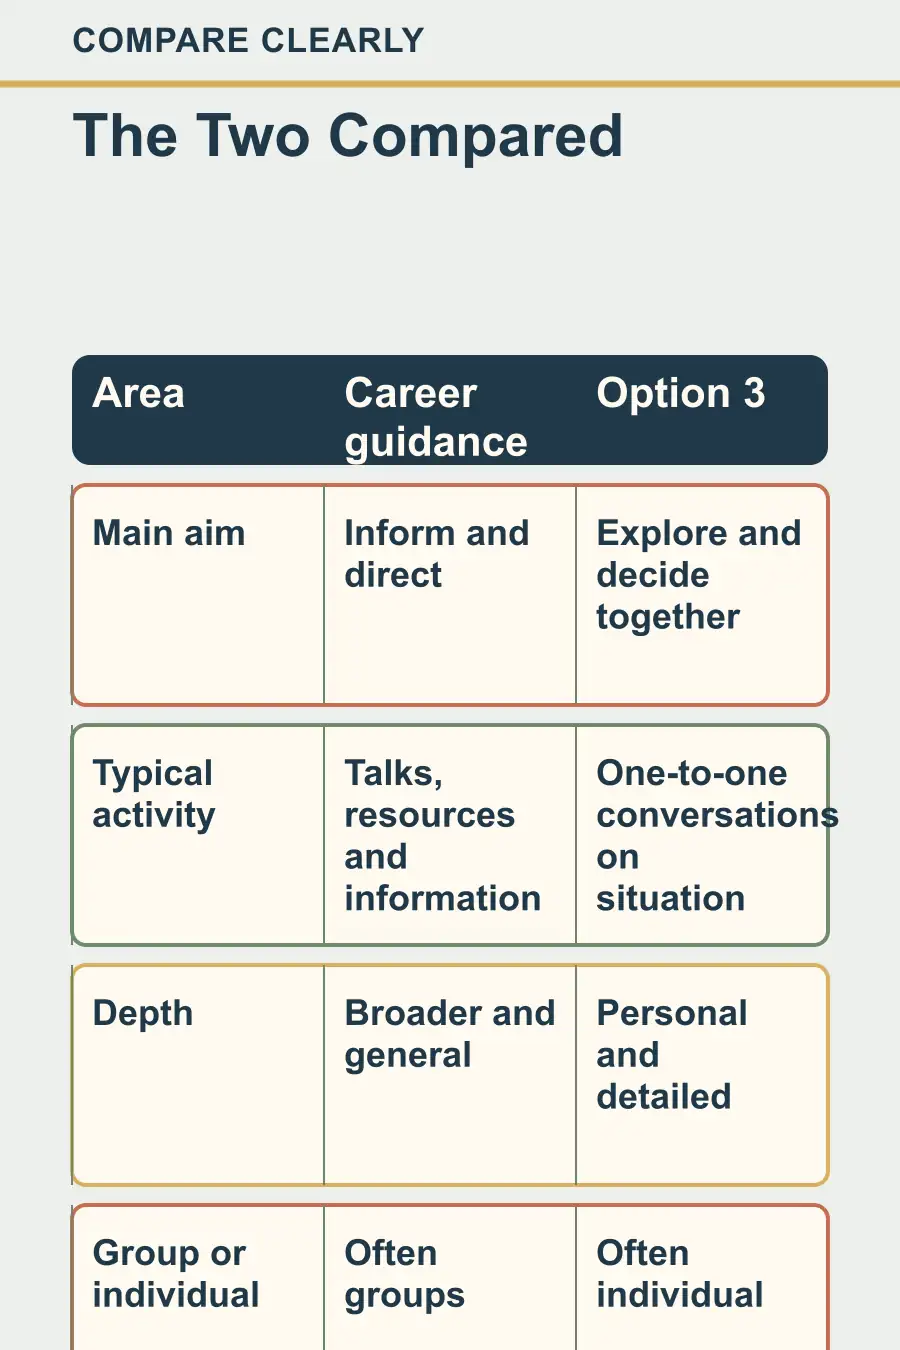 COMPARE CLEARLY
The Two Compared
Area
Career
guidance
Option 3
Main aim
Inform and
direct
Explore and
decide
together
Typical
activity
Talks,
resources
and
information
One-to-one
conversations
on
situation
Depth
Broader and
general
Personal
and
detailed
Group or
individual
Often
groups
Often
individual